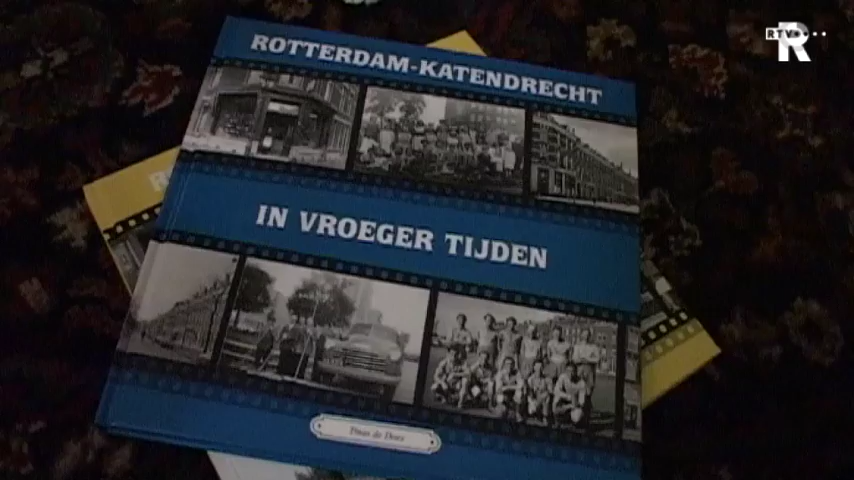 RTV
R
ROTTERDAM-KATENDRECHT
IN VROEGER TIJDEN